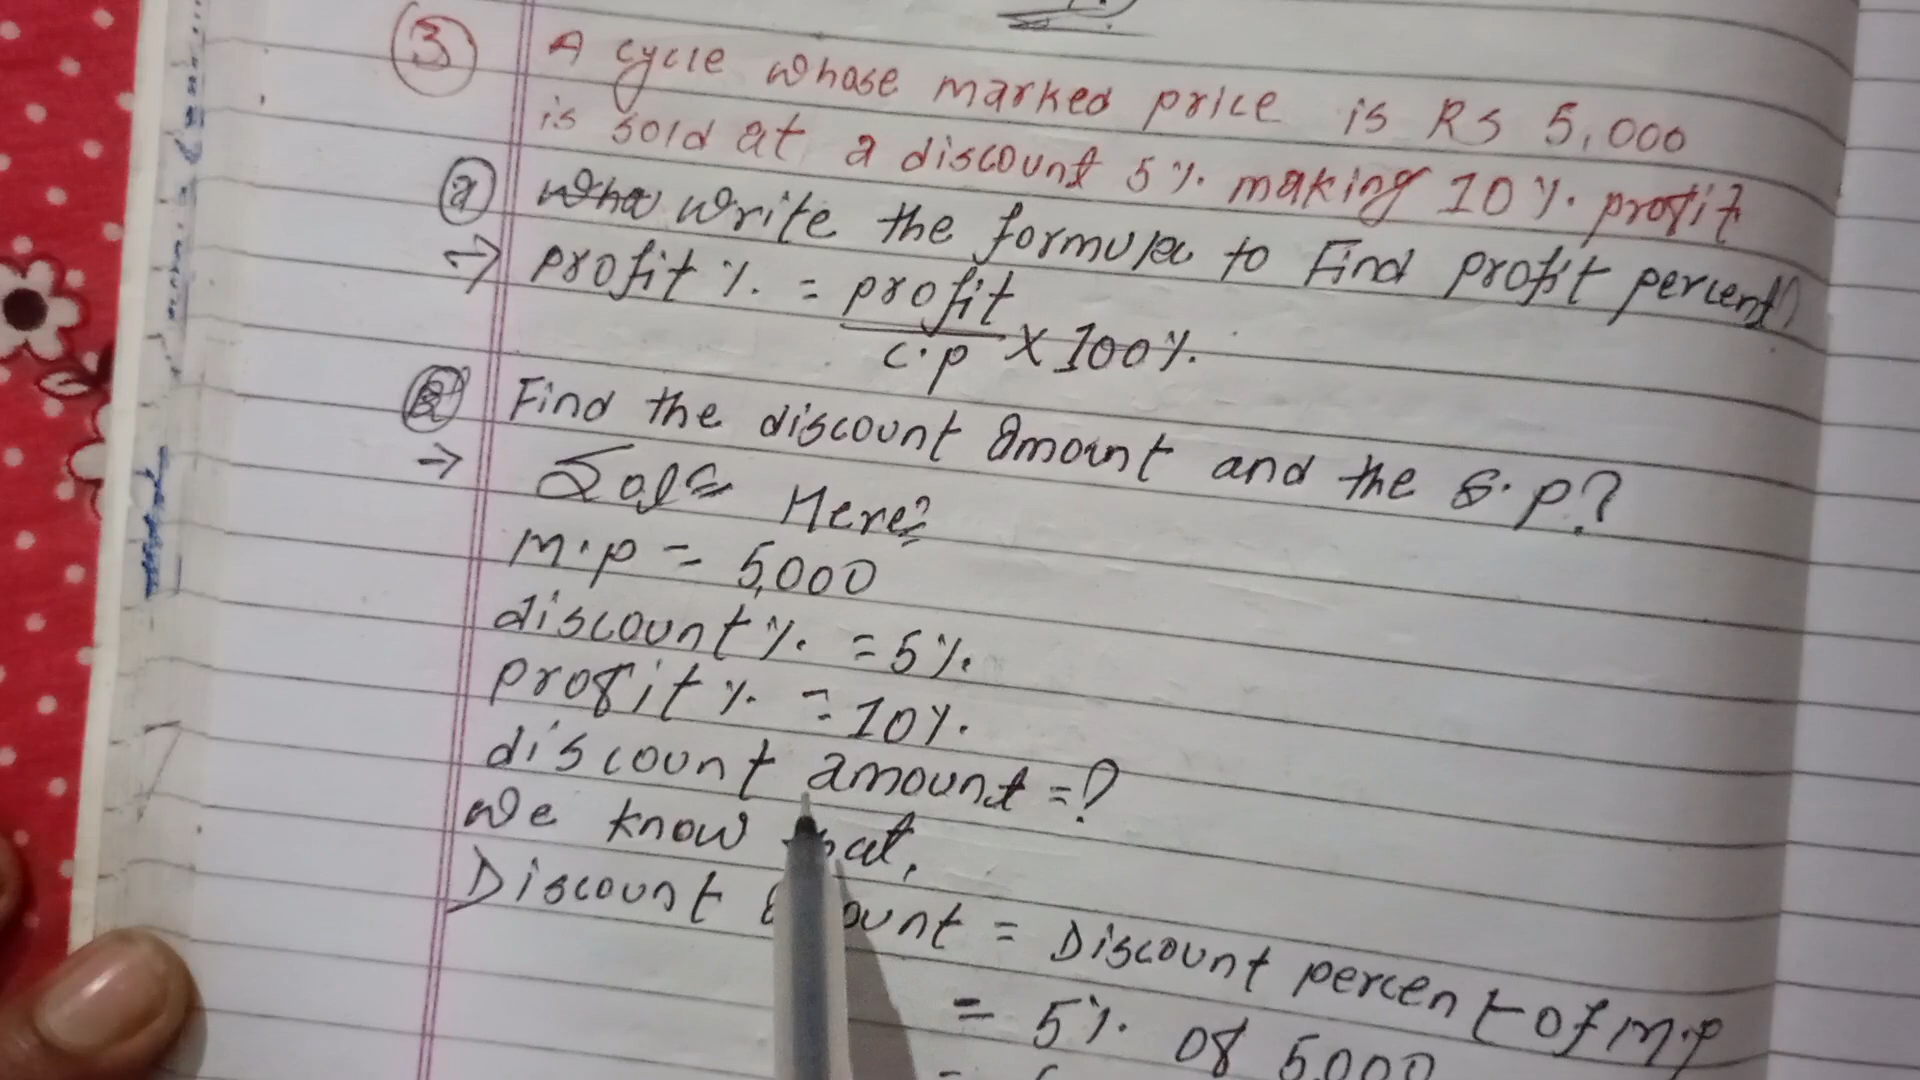 3 A cycle whose marked price is RS 5,000
is sold at a discount 5%. making 10%. profit
a write the formula to Find profit percent?
⇒ profit %. = profit
c.p × 100%.
Find the discount Amount and the S.P?
→ Solⁿ Here,
M.P = 5,000
discount %. = 5%.
profit %. = 10%.
discount amount = ?
we know that,
Discount amount = Discount percent of M.P
= 5%. of 5,000
=